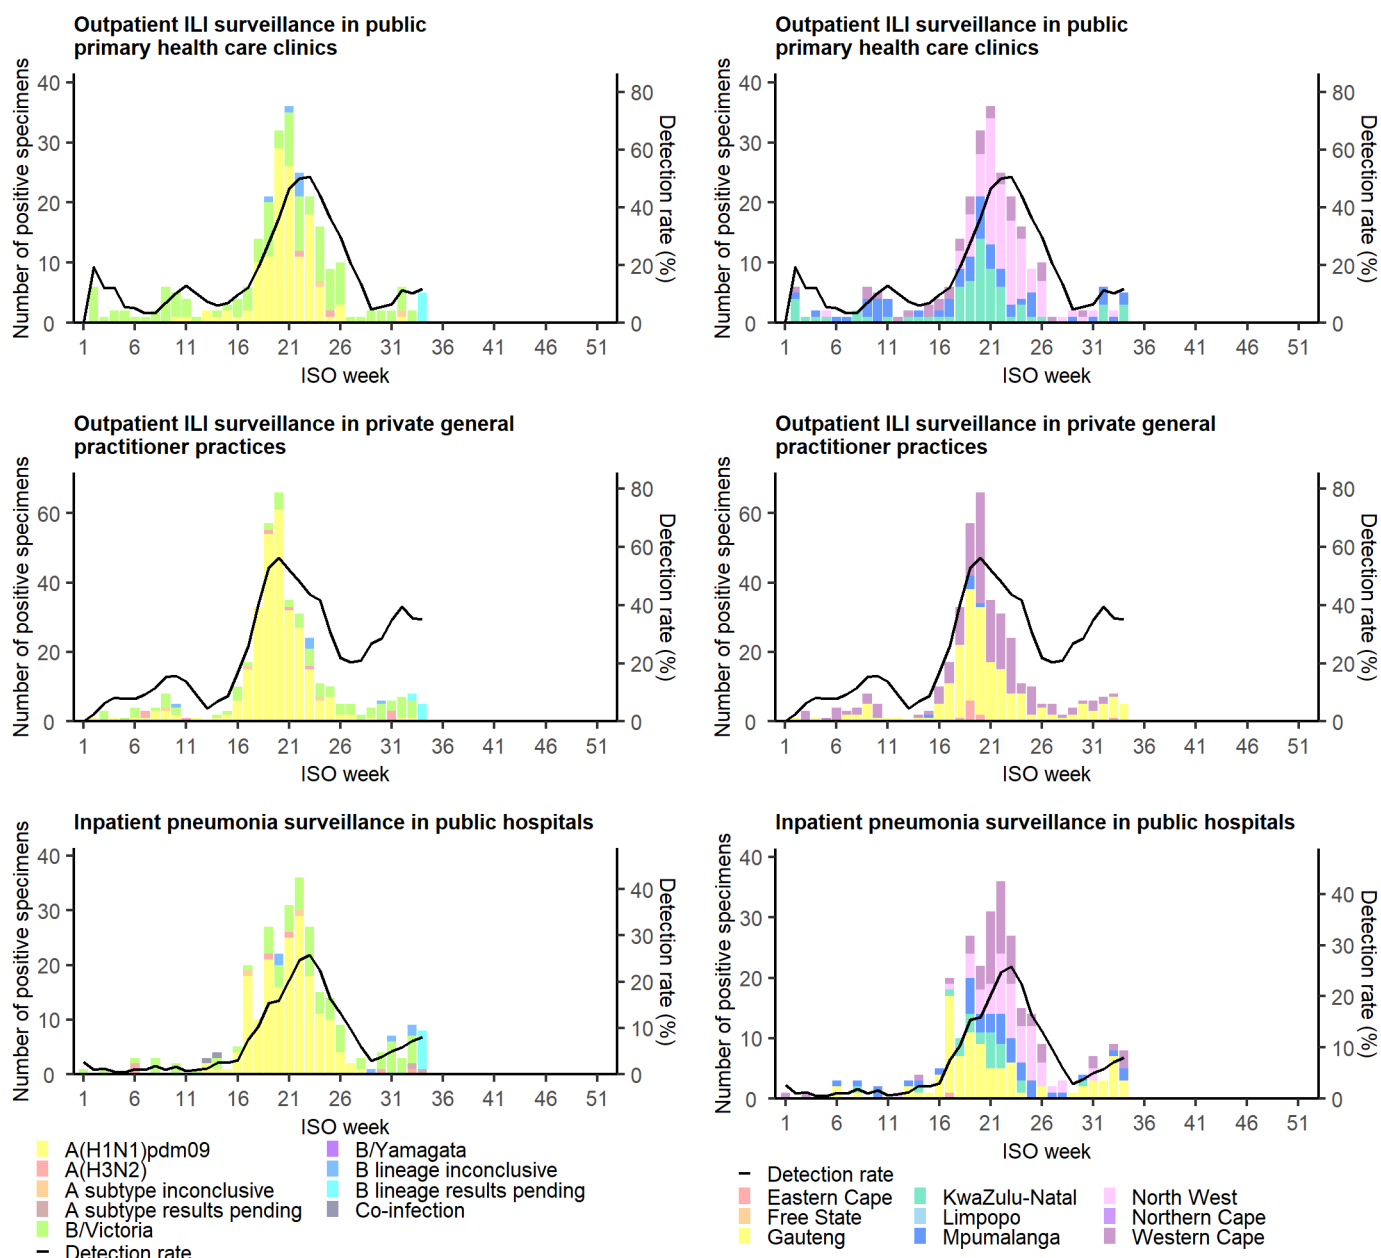 Outpatient ILI surveillance in public
primary health care clinics
Number of positive specimens
40
30
20
10
0
80
60
40
20
0
Detection rate (%)
1 6 11 16 21 26 31 36 41 46 51
ISO week
Outpatient ILI surveillance in public
primary health care clinics
Number of positive specimens
40
30
20
10
0
80
60
40
20
0
Detection rate (%)
1 6 11 16 21 26 31 36 41 46 51
ISO week
Outpatient ILI surveillance in private general
practitioner practices
Number of positive specimens
60
40
20
0
80
60
40
20
0
Detection rate (%)
1 6 11 16 21 26 31 36 41 46 51
ISO week
Outpatient ILI surveillance in private general
practitioner practices
Number of positive specimens
60
40
20
0
80
60
40
20
0
Detection rate (%)
1 6 11 16 21 26 31 36 41 46 51
ISO week
Inpatient pneumonia surveillance in public hospitals
Number of positive specimens
40
30
20
10
0
40
30
20
10
0
Detection rate (%)
1 6 11 16 21 26 31 36 41 46 51
ISO week
A(H1N1)pdm09
A(H3N2)
A subtype inconclusive
A subtype results pending
B/Victoria
Detection rate
B/Yamagata
B lineage inconclusive
B lineage results pending
Co-infection
Inpatient pneumonia surveillance in public hospitals
Number of positive specimens
40
30
20
10
0
40
30
20
10
0
Detection rate (%)
1 6 11 16 21 26 31 36 41 46 51
ISO week
Detection rate
Eastern Cape
Free State
Gauteng
KwaZulu-Natal
Limpopo
Mpumalanga
North West
Northern Cape
Western Cape